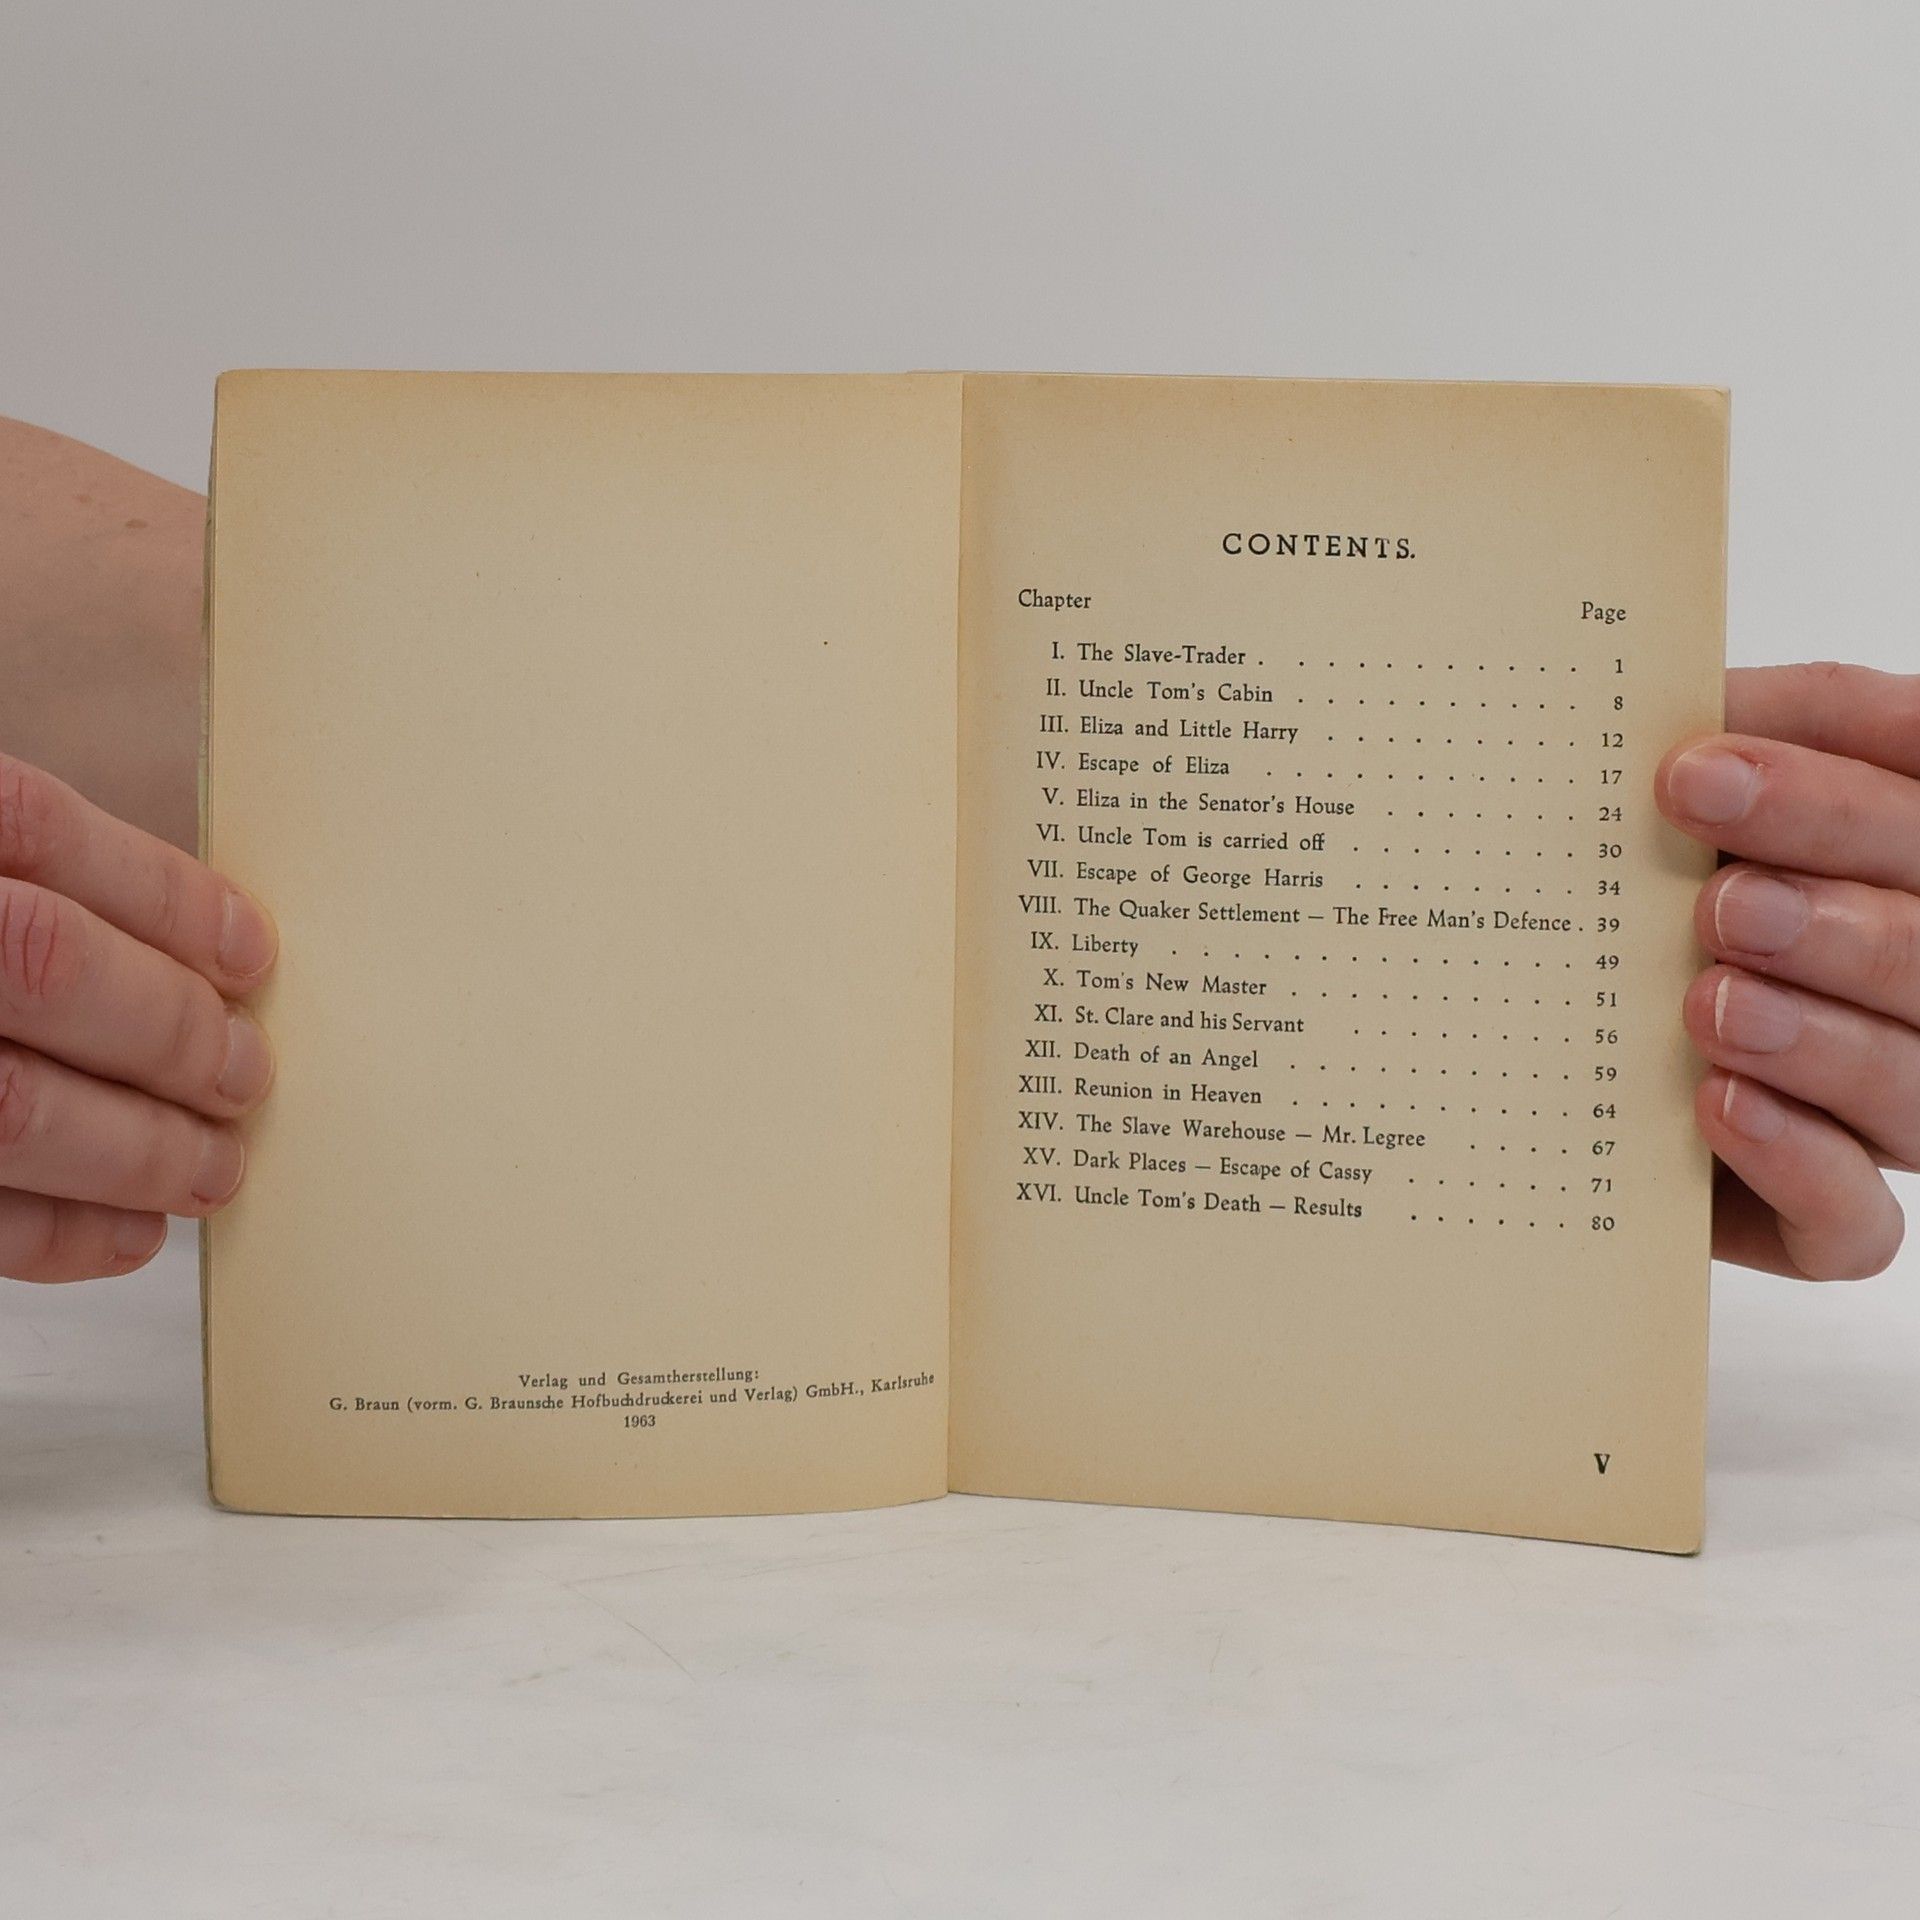 Verlag und Gesamtherstellung:
G. Braun (vorm. G. Braunsche Hofbuchdruckerei und Verlag) GmbH., Karlsruhe
1963
CONTENTS.
Chapter Page
I. The Slave-Trader . . . . . . . . . . . 1
II. Uncle Tom's Cabin . . . . . . . . . . 8
III. Eliza and Little Harry . . . . . . . . . 12
IV. Escape of Eliza . . . . . . . . . . . 17
V. Eliza in the Senator's House . . . . . . . 24
VI. Uncle Tom is carried off . . . . . . . . 30
VII. Escape of George Harris . . . . . . . . 34
VIII. The Quaker Settlement — The Free Man's Defence . 39
IX. Liberty . . . . . . . . . . . . . . 49
X. Tom's New Master . . . . . . . . . . 51
XI. St. Clare and his Servant . . . . . . . . 56
XII. Death of an Angel . . . . . . . . . . 59
XIII. Reunion in Heaven . . . . . . . . . . 64
XIV. The Slave Warehouse — Mr. Legree . . . . 67
XV. Dark Places — Escape of Cassy . . . . . . 71
XVI. Uncle Tom's Death — Results . . . . . . 80
V